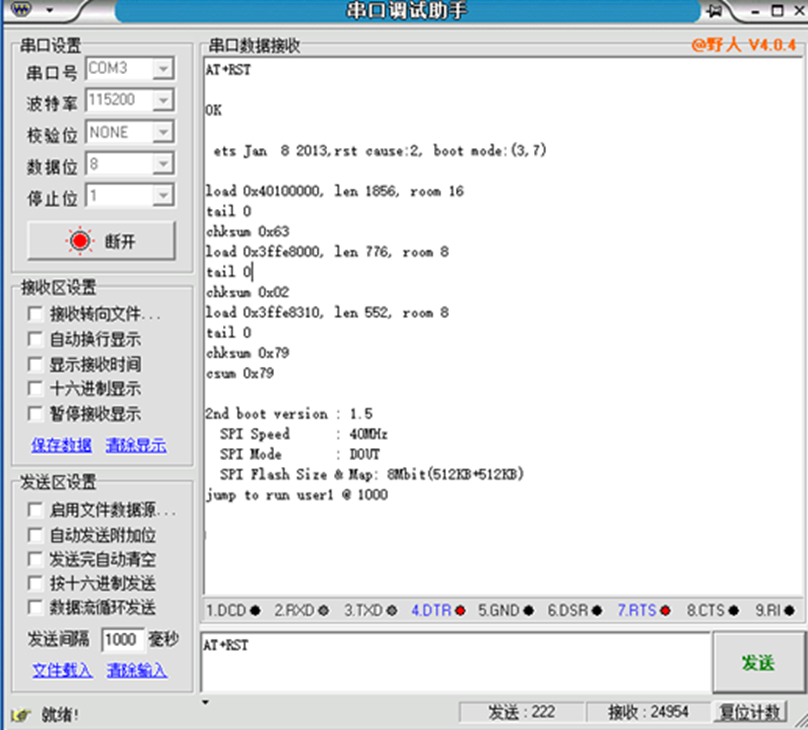 串口调试助手
串口设置
串口号 COM3
波特率 115200
校验位 NONE
数据位 8
停止位 1
断开
接收区设置
接收转向文件...
自动换行显示
显示接收时间
十六进制显示
暂停接收显示
保存数据 清除显示
发送区设置
启用文件数据源...
自动发送附加位
发送完自动清空
按十六进制发送
数据流循环发送
发送间隔 1000 毫秒
文件载入 清除输入
串口数据接收 @野人 V4.0.4
AT+RST
OK
ets Jan 8 2013,rst cause:2, boot mode:(3,7)
load 0x40100000, len 1856, room 16
tail 0
chksum 0x63
load 0x3ffe8000, len 776, room 8
tail 0
chksum 0x02
load 0x3ffe8310, len 552, room 8
tail 0
chksum 0x79
csum 0x79
2nd boot version : 1.5
SPI Speed : 40MHz
SPI Mode : DOUT
SPI Flash Size & Map: 8Mbit(512KB+512KB)
jump to run user1 @ 1000
1.DCD 2.RXD 3.TXD 4.DTR 5.GND 6.DSR 7.RTS 8.CTS 9.RI
AT+RST
发送
就绪! 发送 : 222 接收 : 24954 复位计数